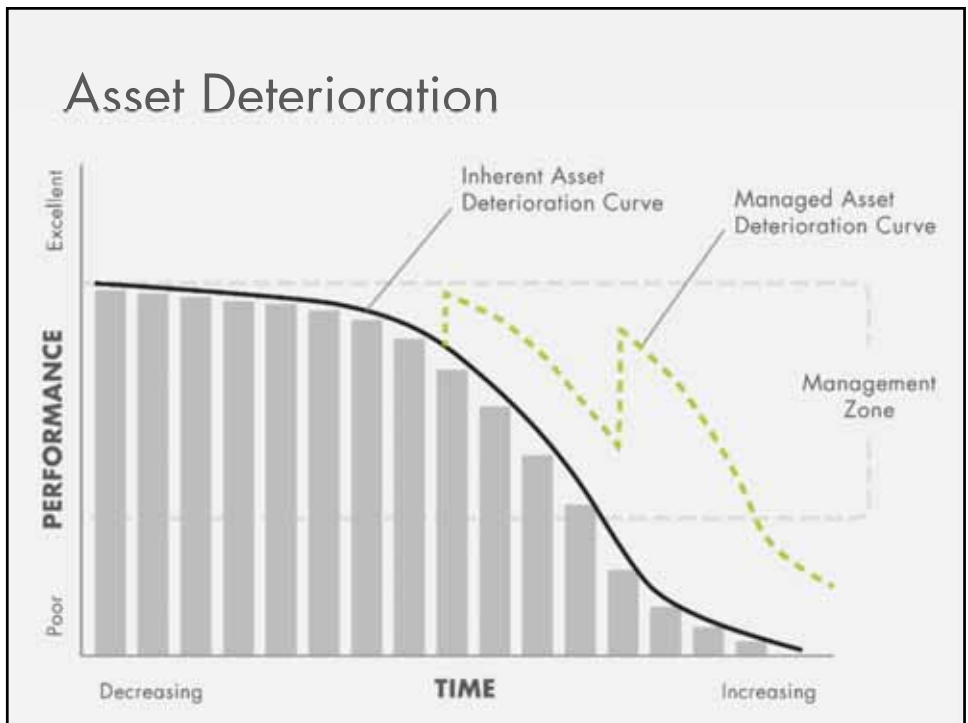 Asset Deterioration
Excellent
PERFORMANCE
Poor
Inherent Asset
Deterioration Curve
Managed Asset
Deterioration Curve
Management
Zone
Decreasing
TIME
Increasing